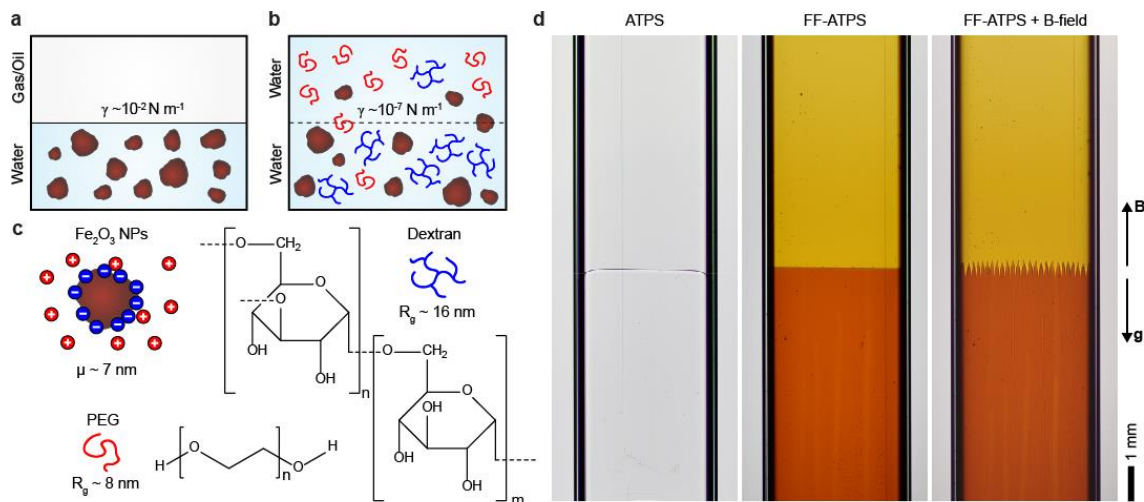 a
Gas/Oil
γ ~10⁻² N m⁻¹
Water
b
Water
γ ~10⁻⁷ N m⁻¹
Water
c
Fe₂O₃ NPs
μ ~ 7 nm
PEG
R_g ~ 8 nm
H
O
n
O
H
O
CH₂
O
O
OH
OH
n
Dextran
R_g ~ 16 nm
O
CH₂
O
HO
OH
OH
m
d
ATPS
FF-ATPS
FF-ATPS + B-field
B
g
1 mm